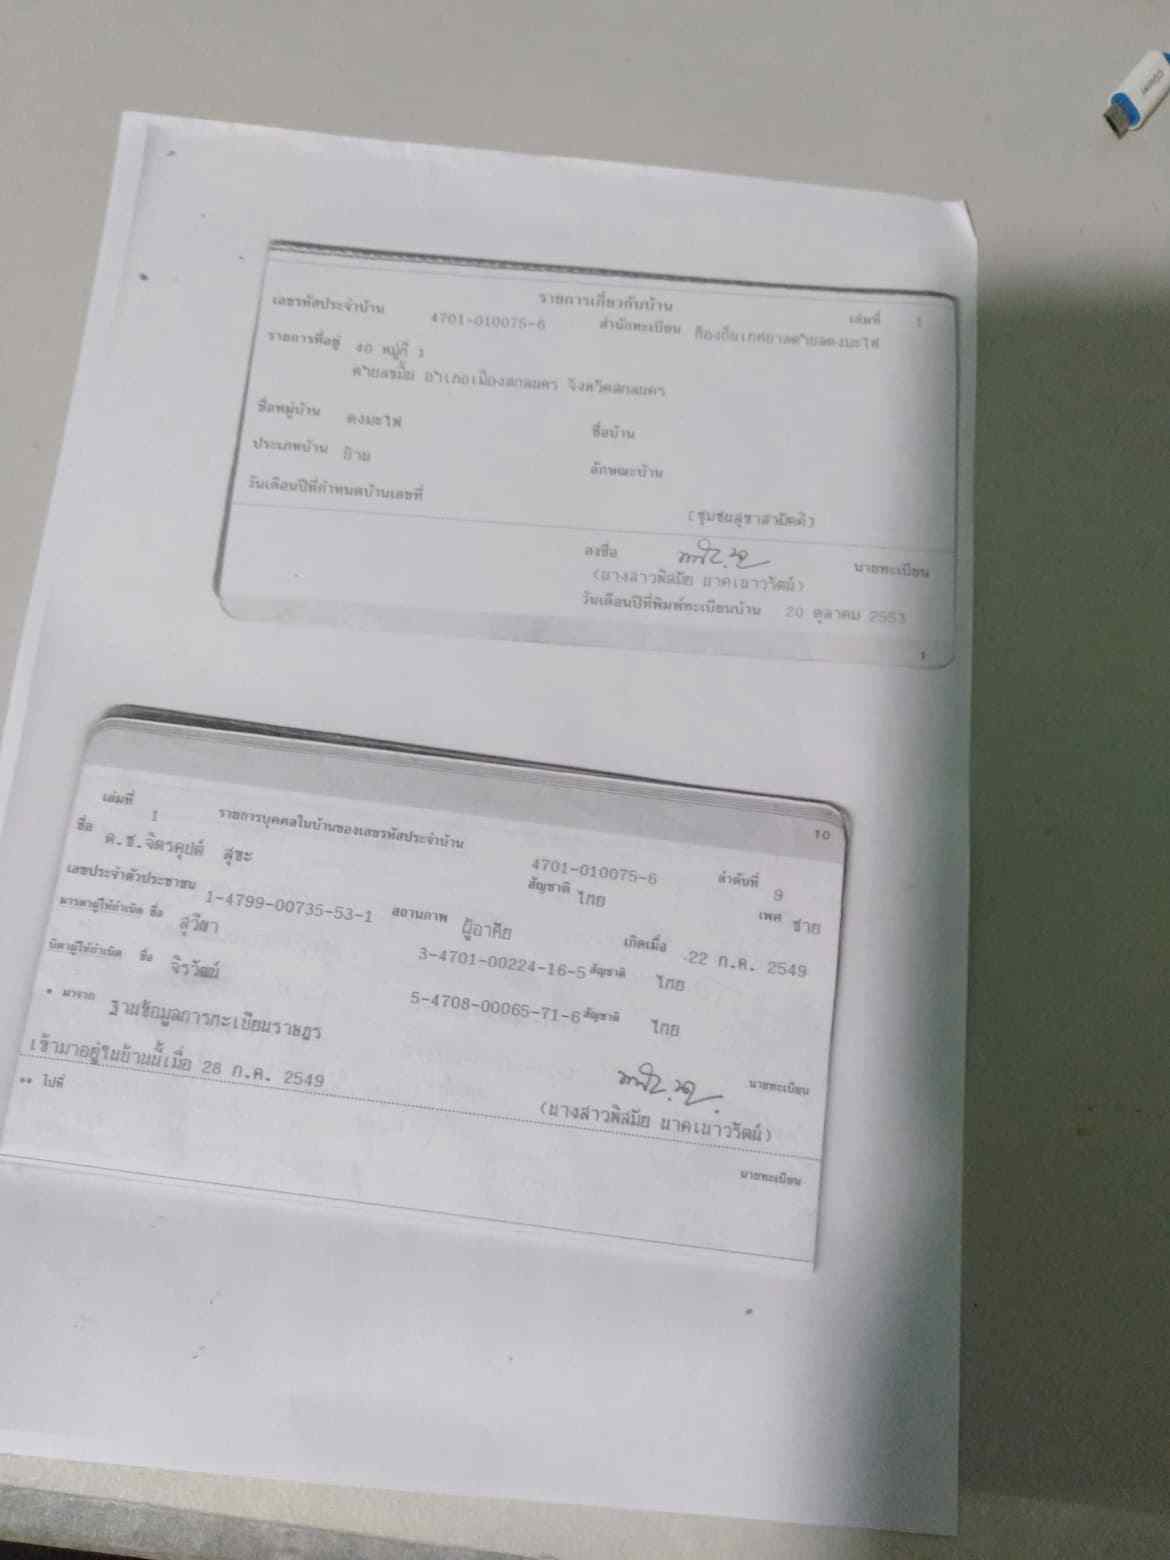 รายการเกี่ยวกับบ้าน เล่มที่ 1
เลขรหัสประจำบ้าน 4701-010075-6 สำนักทะเบียน ท้องถิ่นเทศบาลตำบลดงมะไฟ
รายการที่อยู่ 40 หมู่ที่ 1
ตำบลขมิ้น อำเภอเมืองสกลนคร จังหวัดสกลนคร
ชื่อหมู่บ้าน ดงมะไฟ ชื่อบ้าน
ประเภทบ้าน บ้าน ลักษณะบ้าน
วันเดือนปีที่กำหนดบ้านเลขที่
(ชุมชนสุขาสามัคคี)
ลงชื่อ นายทะเบียน
(นางสาวพิสมัย นาคเนาวรัตน์)
วันเดือนปีที่พิมพ์ทะเบียนบ้าน 20 ตุลาคม 2553
1
10
เล่มที่ 1 รายการบุคคลในบ้านของเลขรหัสประจำบ้าน 4701-010075-6 ลำดับที่ 9
ชื่อ ด.ช.จิตรคุปต์ สุขะ สัญชาติ ไทย เพศ ชาย
เลขประจำตัวประชาชน 1-4799-00735-53-1 สถานภาพ ผู้อาศัย เกิดเมื่อ 22 ก.ค. 2549
มารดาผู้ให้กำเนิด ชื่อ สุวิยา 3-4701-00224-16-5 สัญชาติ ไทย
บิดาผู้ให้กำเนิด ชื่อ จิรวัฒน์ 5-4708-00065-71-6 สัญชาติ ไทย
* มาจาก ฐานข้อมูลการทะเบียนราษฎร
เข้ามาอยู่ในบ้านนี้เมื่อ 28 ก.ค. 2549 นายทะเบียน
(นางสาวพิสมัย นาคเนาวรัตน์)
** ไปที่
นายทะเบียน